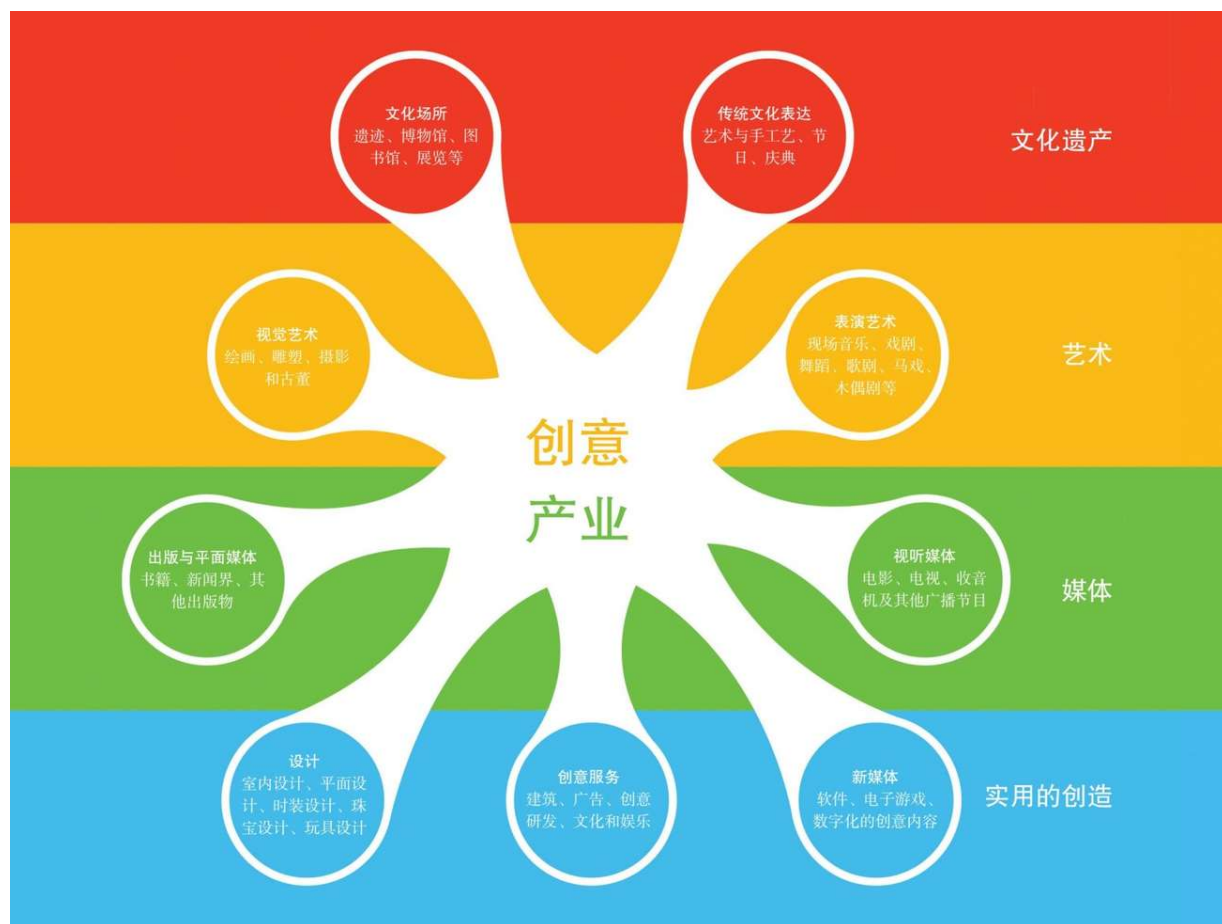 文化场所
遗迹、博物馆、图
书馆、展览等
传统文化表达
艺术与手工艺、节
日、庆典
文化遗产
视觉艺术
绘画、雕塑、摄影
和古董
表演艺术
现场音乐、戏剧、
舞蹈、歌剧、马戏、
木偶剧等
艺术
创意
产业
出版与平面媒体
书籍、新闻界、其
他出版物
视听媒体
电影、电视、收音
机及其他广播节目
媒体
设计
室内设计、平面设
计、时装设计、珠
宝设计、玩具设计
创意服务
建筑、广告、创意
研发、文化和娱乐
新媒体
软件、电子游戏、
数字化的创意内容
实用的创造